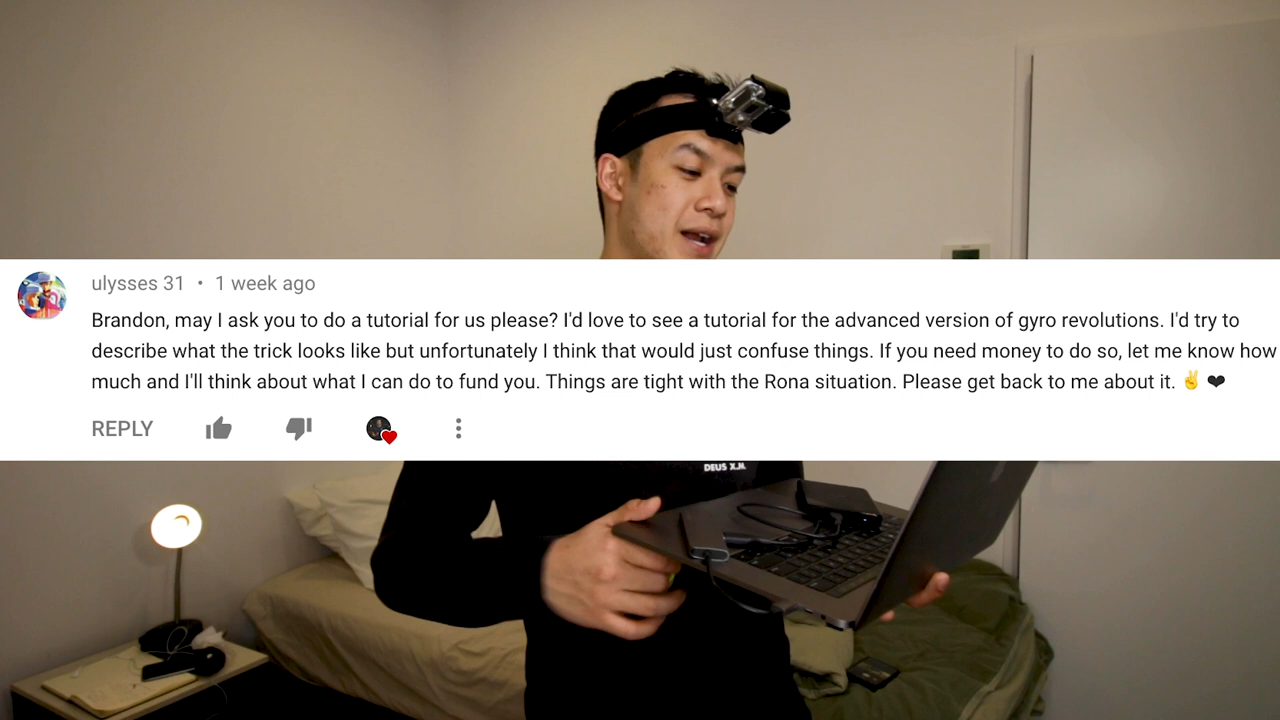 ulysses 31 • 1 week ago
Brandon, may I ask you to do a tutorial for us please? I'd love to see a tutorial for the advanced version of gyro revolutions. I'd try to
describe what the trick looks like but unfortunately I think that would just confuse things. If you need money to do so, let me know how
much and I'll think about what I can do to fund you. Things are tight with the Rona situation. Please get back to me about it. ✌️ ❤
REPLY
DEUS X.M.